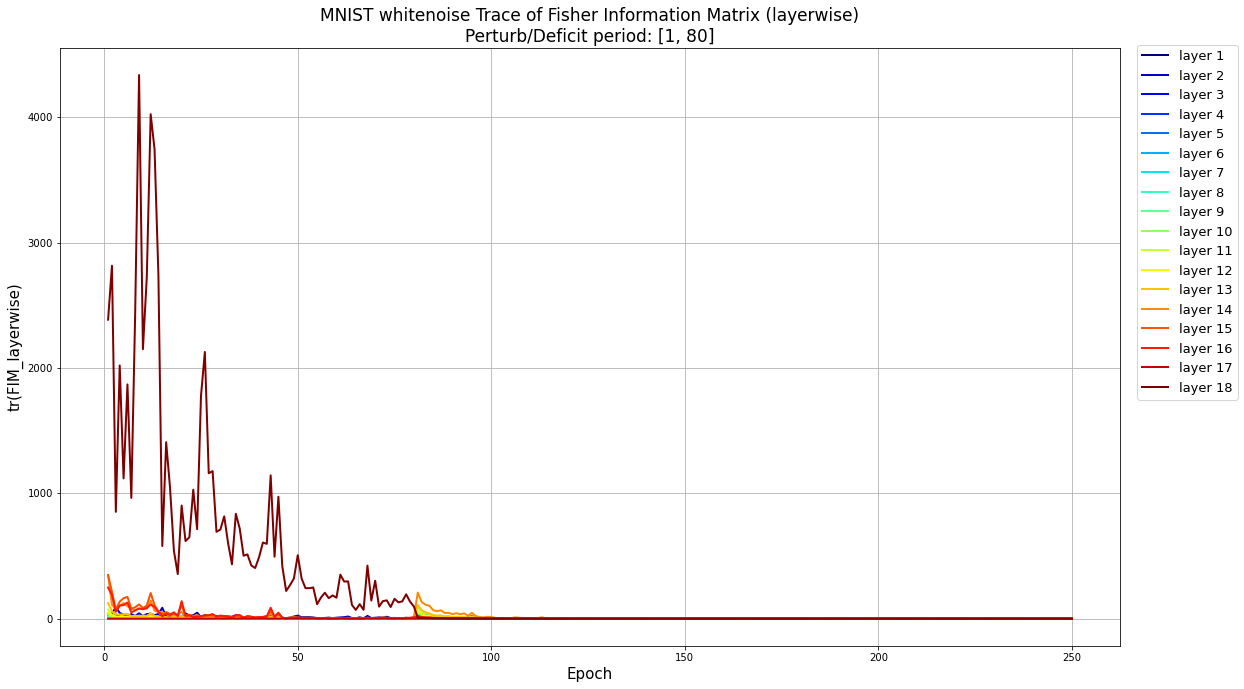 MNIST whitenoise Trace of Fisher Information Matrix (layerwise)
Perturb/Deficit period: [1, 80]
tr(FIM_layerwise)
4000
3000
2000
1000
0
0
50
100
150
200
250
Epoch
layer 1
layer 2
layer 3
layer 4
layer 5
layer 6
layer 7
layer 8
layer 9
layer 10
layer 11
layer 12
layer 13
layer 14
layer 15
layer 16
layer 17
layer 18